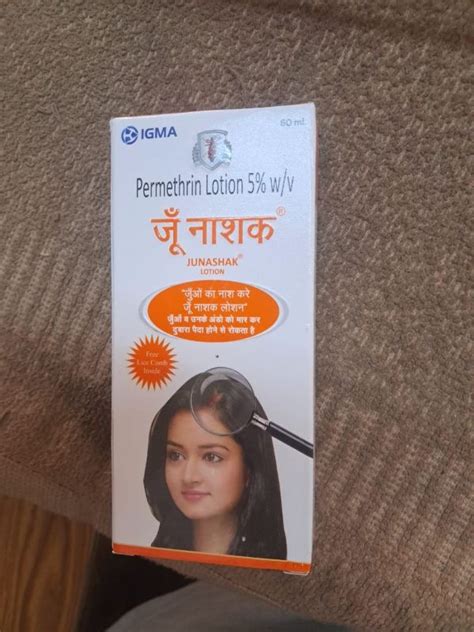 IGMA
60 ml.
Permethrin Lotion 5% w/v
जूँ नाशक®
JUNASHAK®
LOTION
"जुँओं का नाश करे
जूँ नाशक लोशन"
जुँओं व उनके अंडो को मार कर
दुबारा पैदा होने से रोकता है
Free
Lice Comb
Inside